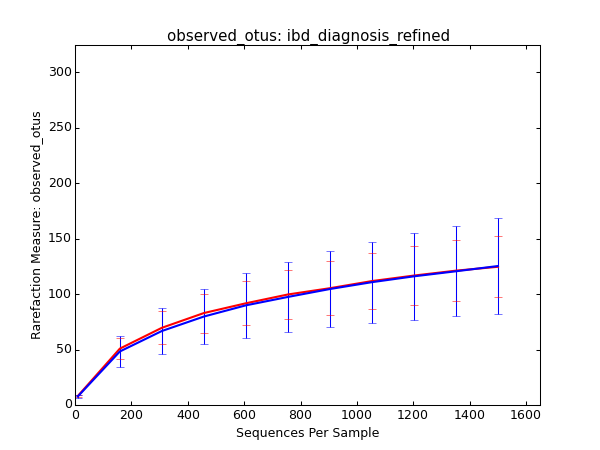 observed_otus: ibd_diagnosis_refined
300
250
200
150
100
50
0
Rarefaction Measure: observed_otus
0 200 400 600 800 1000 1200 1400 1600
Sequences Per Sample